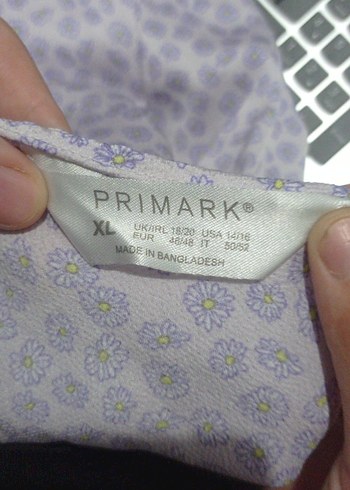 PRIMARK®
XL UK/IRL 18/20 USA 14/16
EUR 46/48 IT 50/52
MADE IN BANGLADESH